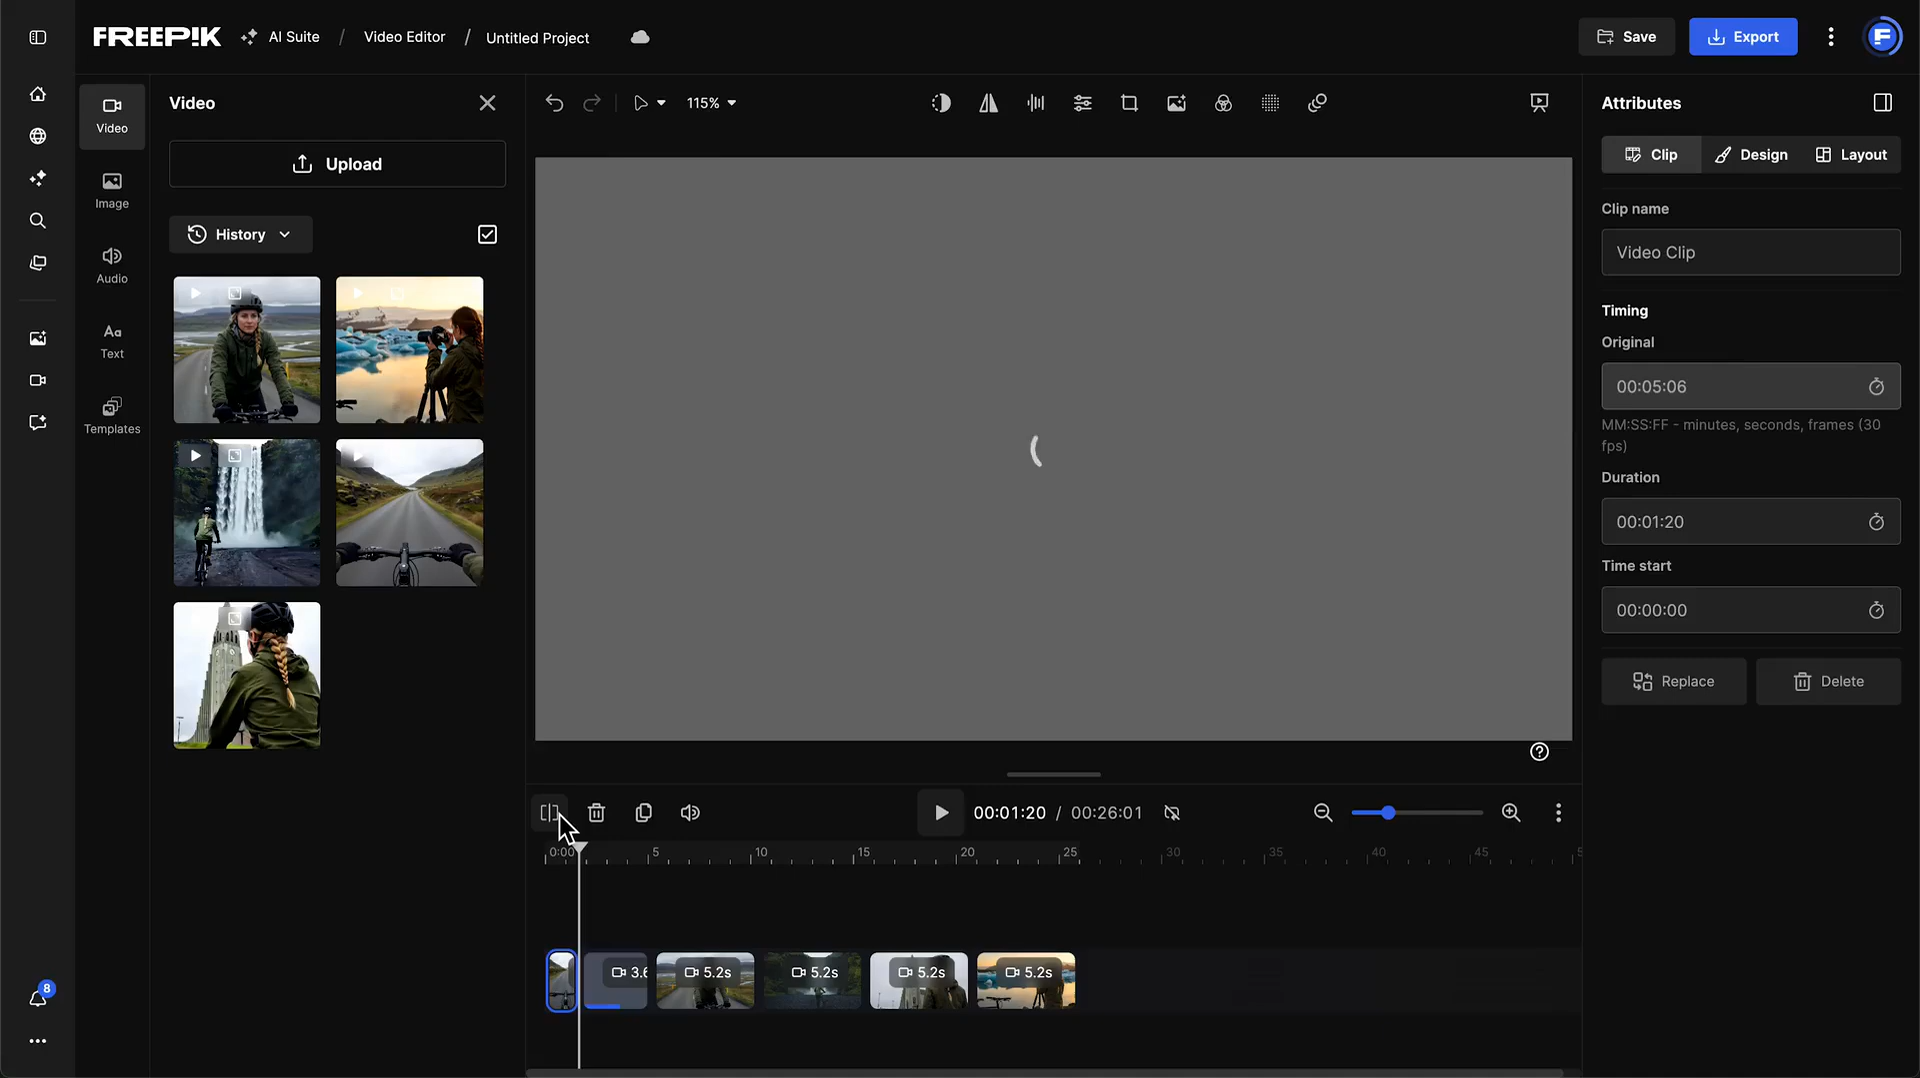 FREEP!K
AI Suite / Video Editor / Untitled Project
Save
Export
Video
Image
Audio
Aa
Text
Templates
8
Video
Upload
History
115%
Attributes
Clip
Design
Layout
Clip name
Video Clip
Timing
Original
00:05:06
MM:SS:FF - minutes, seconds, frames (30
fps)
Duration
00:01:20
Time start
00:00:00
Replace
Delete
00:01:20 / 00:26:01
0:00 5 10 15 20 25 30 35 40 45 5
3.6 5.2s 5.2s 5.2s 5.2s